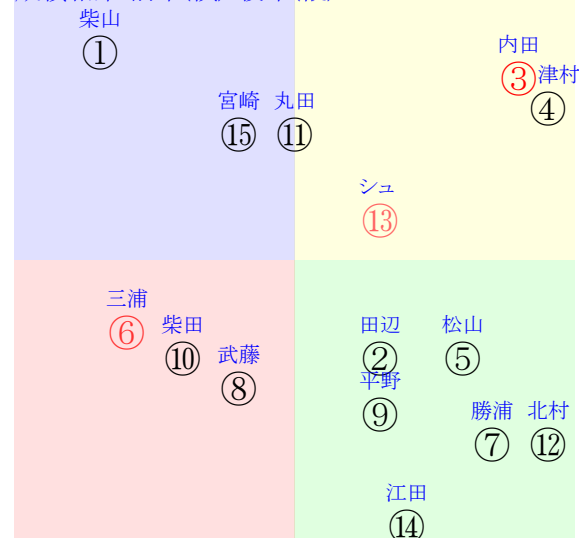 柴山
①
内田
③
津村
④
宮崎
⑮
丸田
⑪
シュ
⑬
三浦
⑥
柴田
⑩
武藤
⑧
田辺
②
松山
⑤
平野
⑨
勝浦
⑦
北村
⑫
江田
⑭